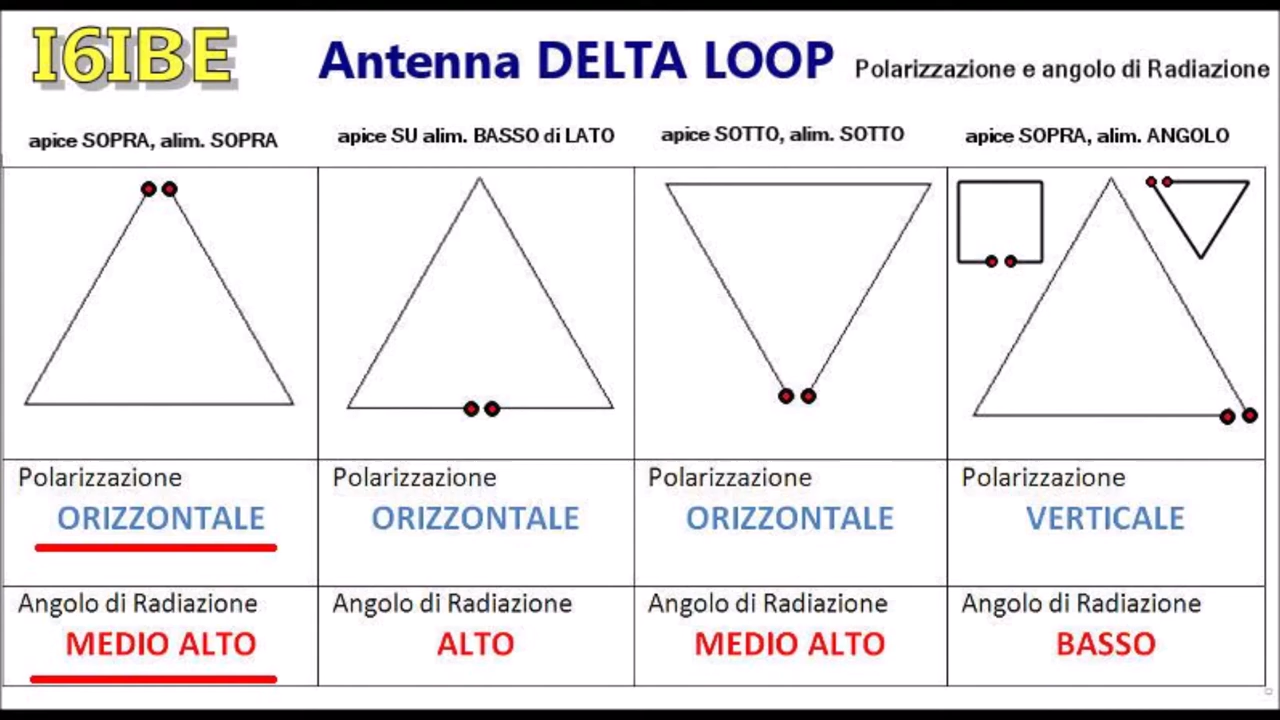 I6IBE
Antenna DELTA LOOP Polarizzazione e angolo di Radiazione
apice SOPRA, alim. SOPRA
apice SU alim. BASSO di LATO
apice SOTTO, alim. SOTTO
apice SOPRA, alim. ANGOLO
Polarizzazione
ORIZZONTALE
Polarizzazione
ORIZZONTALE
Polarizzazione
ORIZZONTALE
Polarizzazione
VERTICALE
Angolo di Radiazione
MEDIO ALTO
Angolo di Radiazione
ALTO
Angolo di Radiazione
MEDIO ALTO
Angolo di Radiazione
BASSO